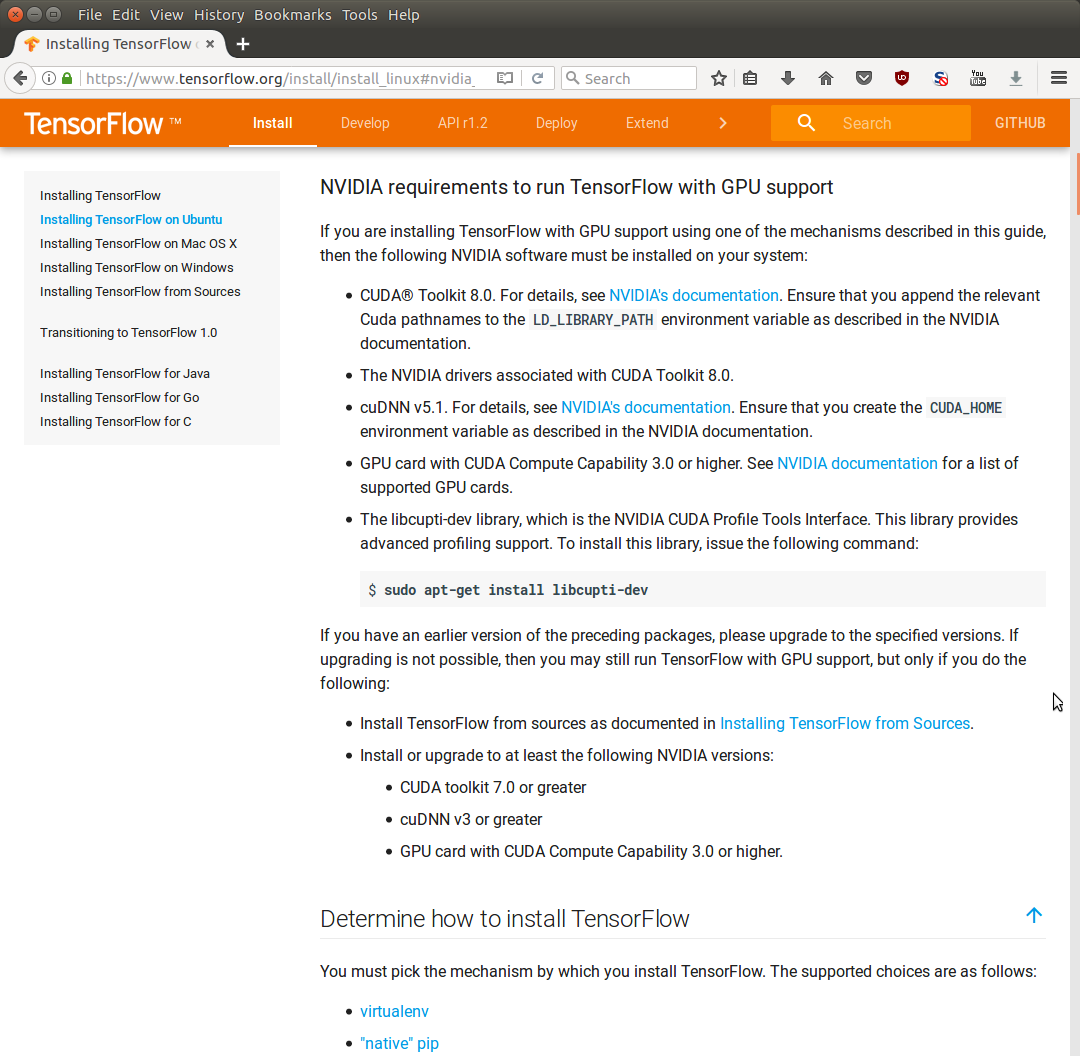 File Edit View History Bookmarks Tools Help
Installing TensorFlow
https://www.tensorflow.org/install/install_linux#nvidia_
Search
TensorFlow ™
Install Develop API r1.2 Deploy Extend
Search
GITHUB
Installing TensorFlow
Installing TensorFlow on Ubuntu
Installing TensorFlow on Mac OS X
Installing TensorFlow on Windows
Installing TensorFlow from Sources
Transitioning to TensorFlow 1.0
Installing TensorFlow for Java
Installing TensorFlow for Go
Installing TensorFlow for C
NVIDIA requirements to run TensorFlow with GPU support
If you are installing TensorFlow with GPU support using one of the mechanisms described in this guide,
then the following NVIDIA software must be installed on your system:
• CUDA® Toolkit 8.0. For details, see NVIDIA's documentation. Ensure that you append the relevant
Cuda pathnames to the LD_LIBRARY_PATH environment variable as described in the NVIDIA
documentation.
• The NVIDIA drivers associated with CUDA Toolkit 8.0.
• cuDNN v5.1. For details, see NVIDIA's documentation. Ensure that you create the CUDA_HOME
environment variable as described in the NVIDIA documentation.
• GPU card with CUDA Compute Capability 3.0 or higher. See NVIDIA documentation for a list of
supported GPU cards.
• The libcupti-dev library, which is the NVIDIA CUDA Profile Tools Interface. This library provides
advanced profiling support. To install this library, issue the following command:
$ sudo apt-get install libcupti-dev
If you have an earlier version of the preceding packages, please upgrade to the specified versions. If
upgrading is not possible, then you may still run TensorFlow with GPU support, but only if you do the
following:
• Install TensorFlow from sources as documented in Installing TensorFlow from Sources.
• Install or upgrade to at least the following NVIDIA versions:
• CUDA toolkit 7.0 or greater
• cuDNN v3 or greater
• GPU card with CUDA Compute Capability 3.0 or higher.
Determine how to install TensorFlow
You must pick the mechanism by which you install TensorFlow. The supported choices are as follows:
• virtualenv
• "native" pip